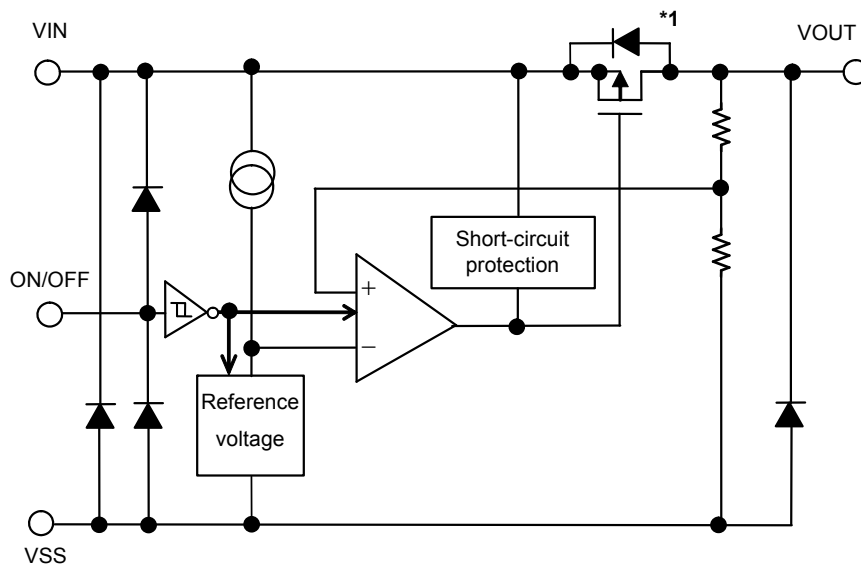 *1
VIN
VOUT
Short-circuit
protection
ON/OFF
+
−
Reference
voltage
VSS